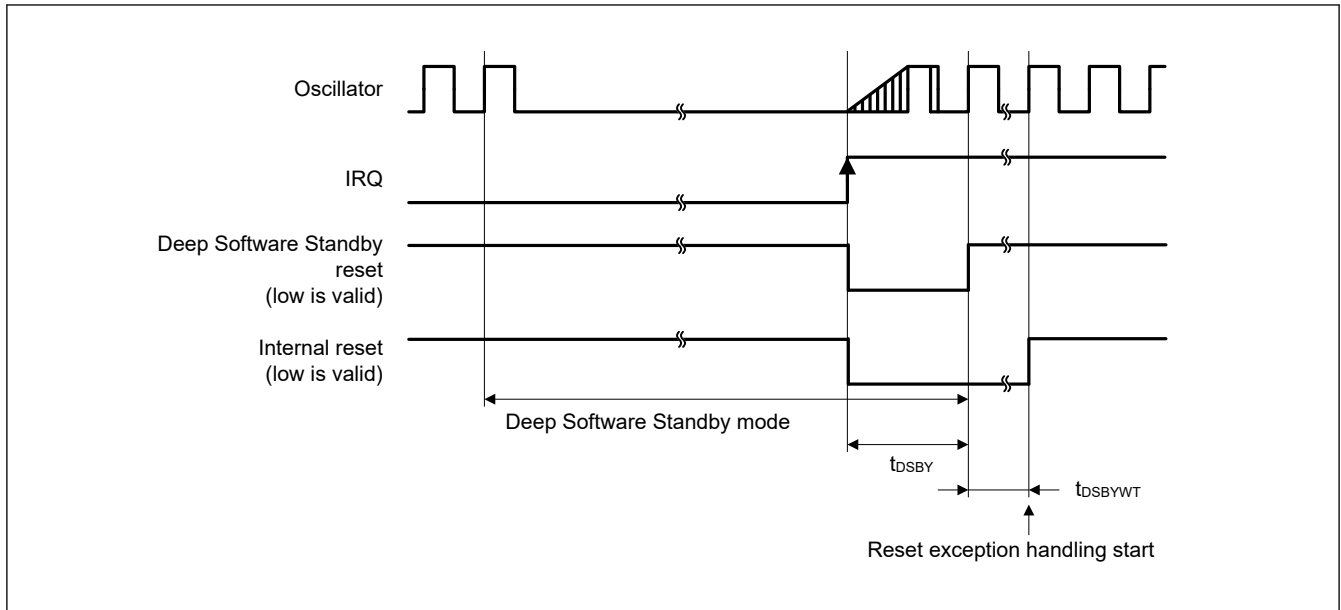 Oscillator
IRQ
Deep Software Standby
reset
(low is valid)
Internal reset
(low is valid)
Deep Software Standby mode
tDSBY
tDSBYWT
Reset exception handling start